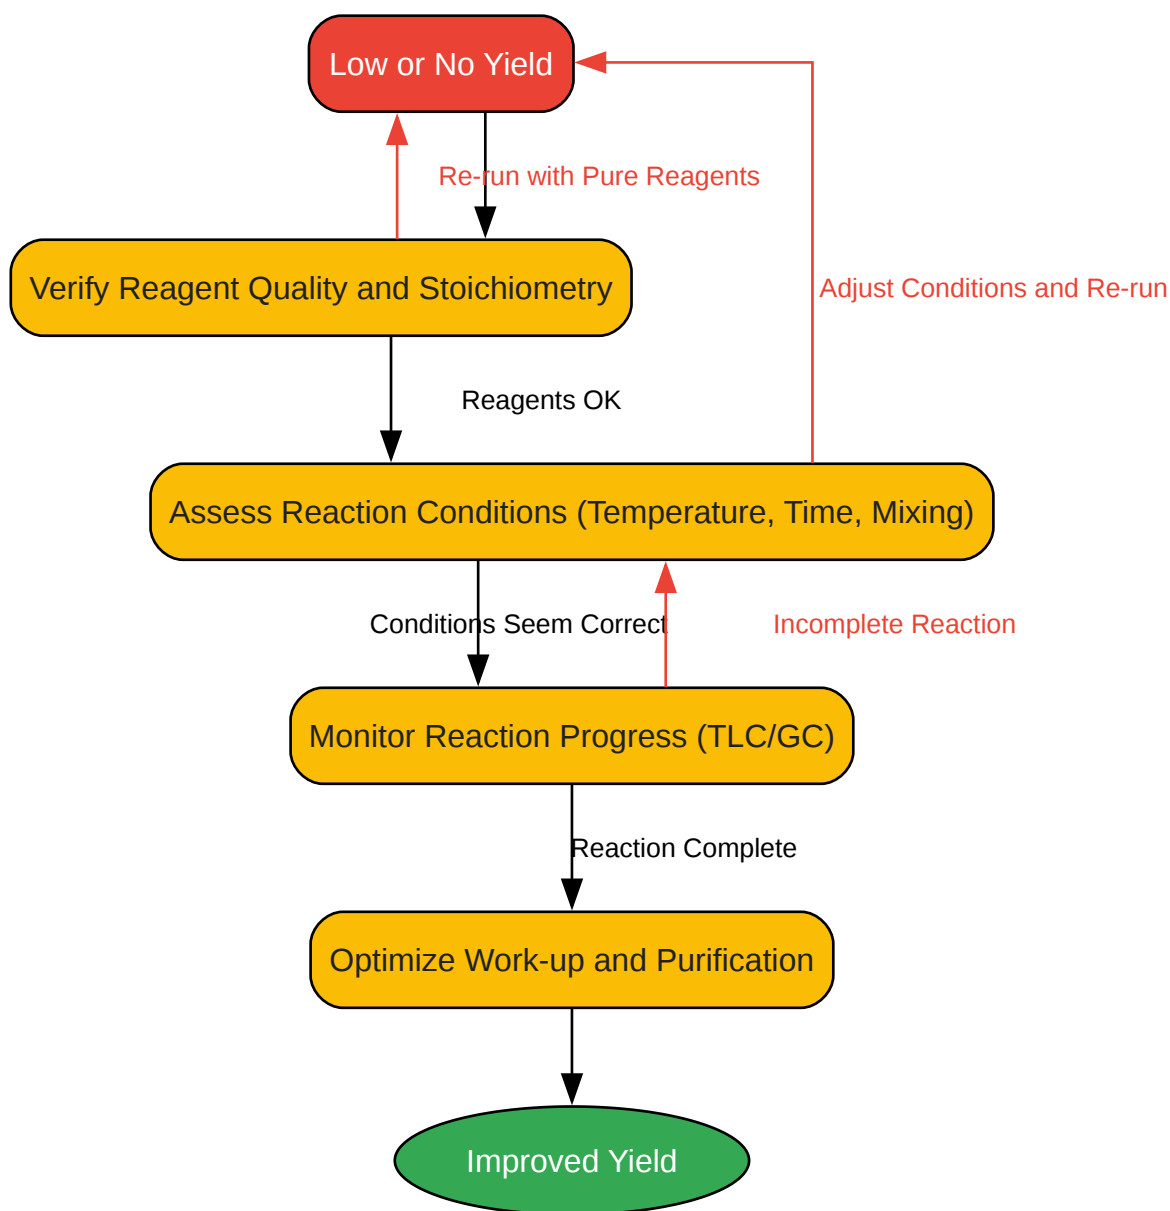 Low or No Yield
Re-run with Pure Reagents
Verify Reagent Quality and Stoichiometry
Adjust Conditions and Re-run
Reagents OK
Assess Reaction Conditions (Temperature, Time, Mixing)
Conditions Seem Correct
Incomplete Reaction
Monitor Reaction Progress (TLC/GC)
Reaction Complete
Optimize Work-up and Purification
Improved Yield